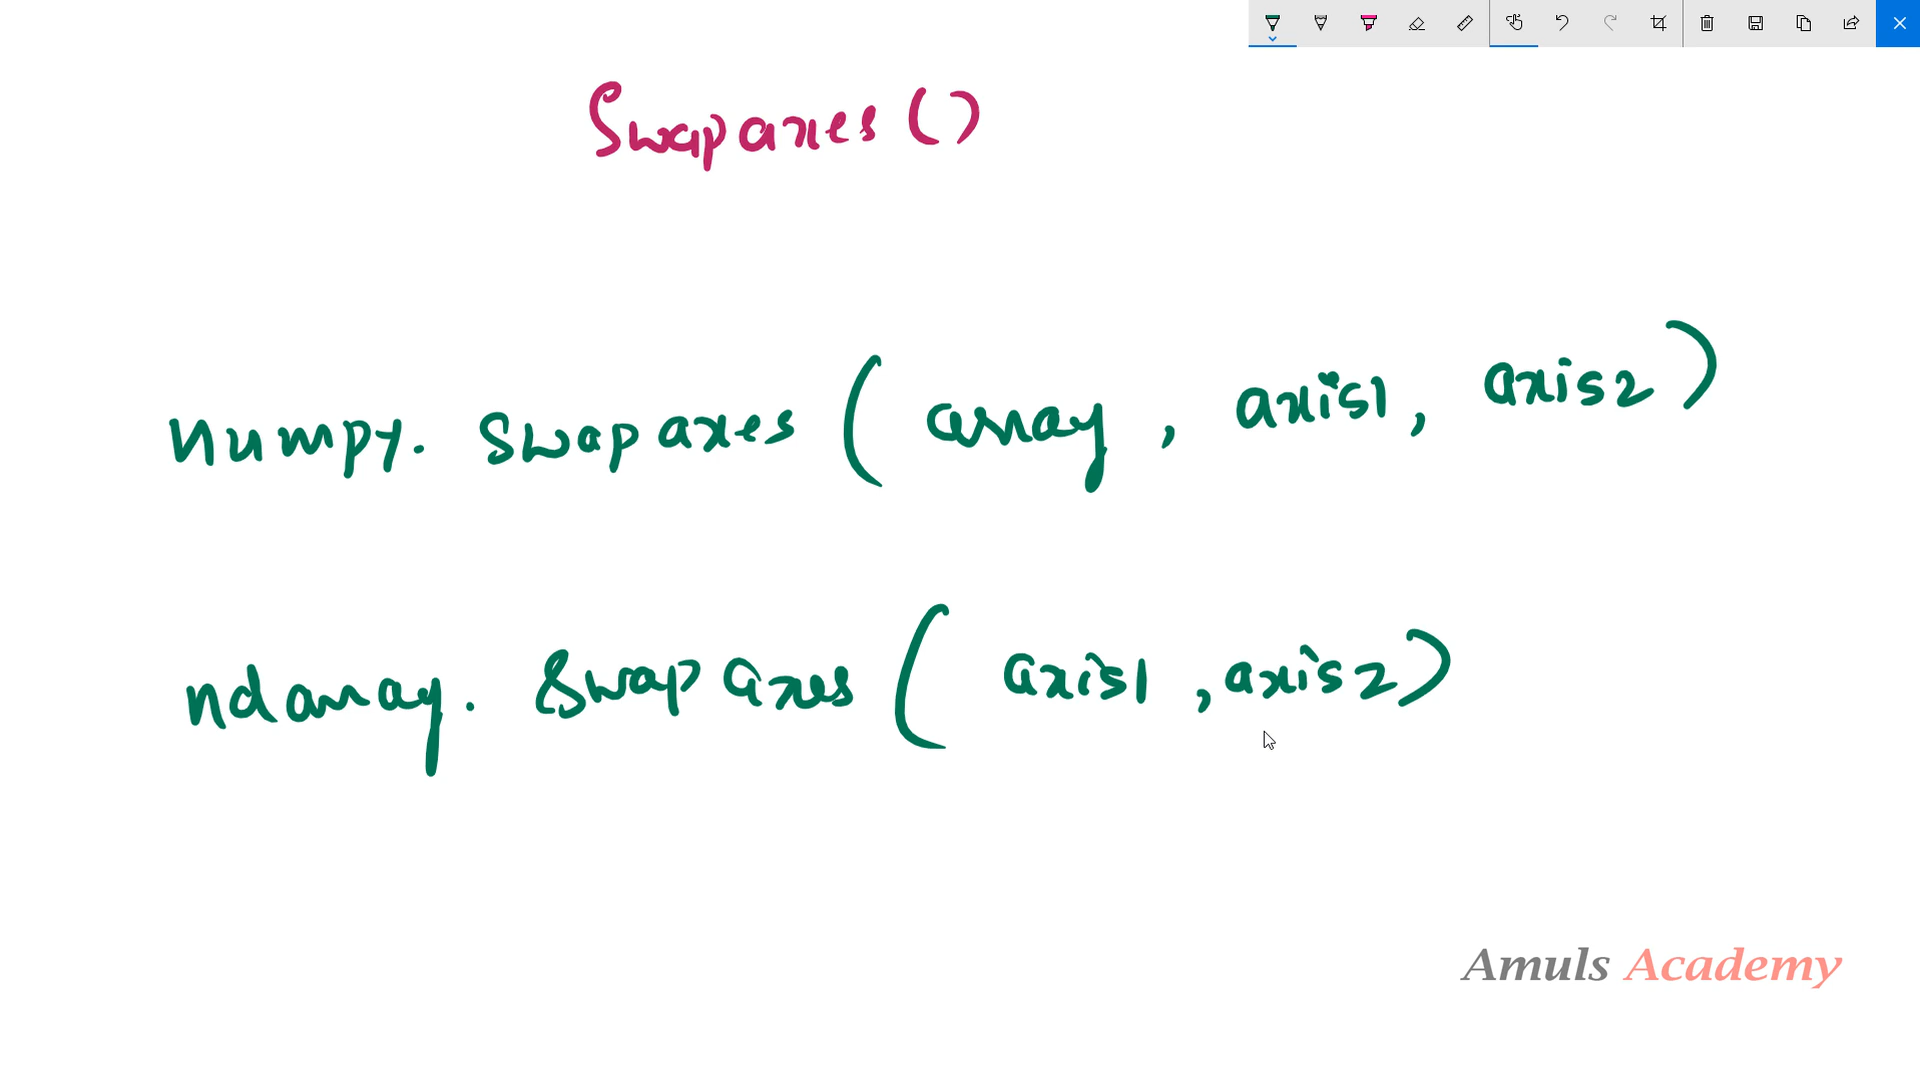 Swapaxes ()
numpy. swapaxes ( array , axis1 , axis2 )
ndarray. Swapaxes ( axis1 , axis2 )
Amuls Academy